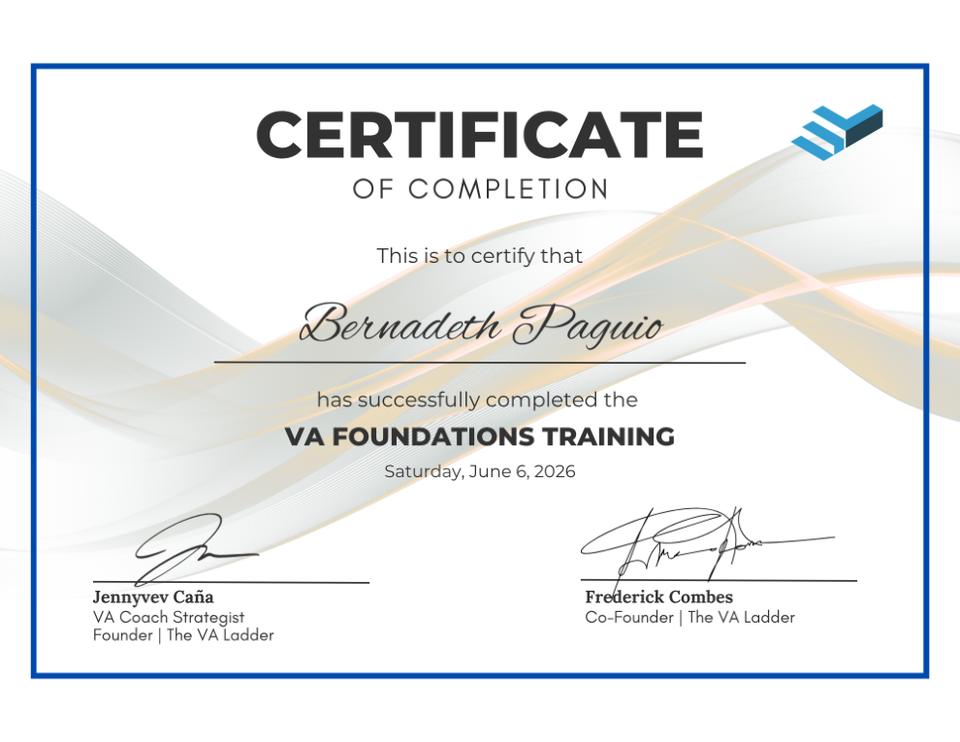 CERTIFICATE
OF COMPLETION
This is to certify that
Bernadeth Paguio
has successfully completed the
VA FOUNDATIONS TRAINING
Saturday, June 6, 2026
Jennyvev Caña
VA Coach Strategist
Founder | The VA Ladder
Frederick Combes
Co-Founder | The VA Ladder